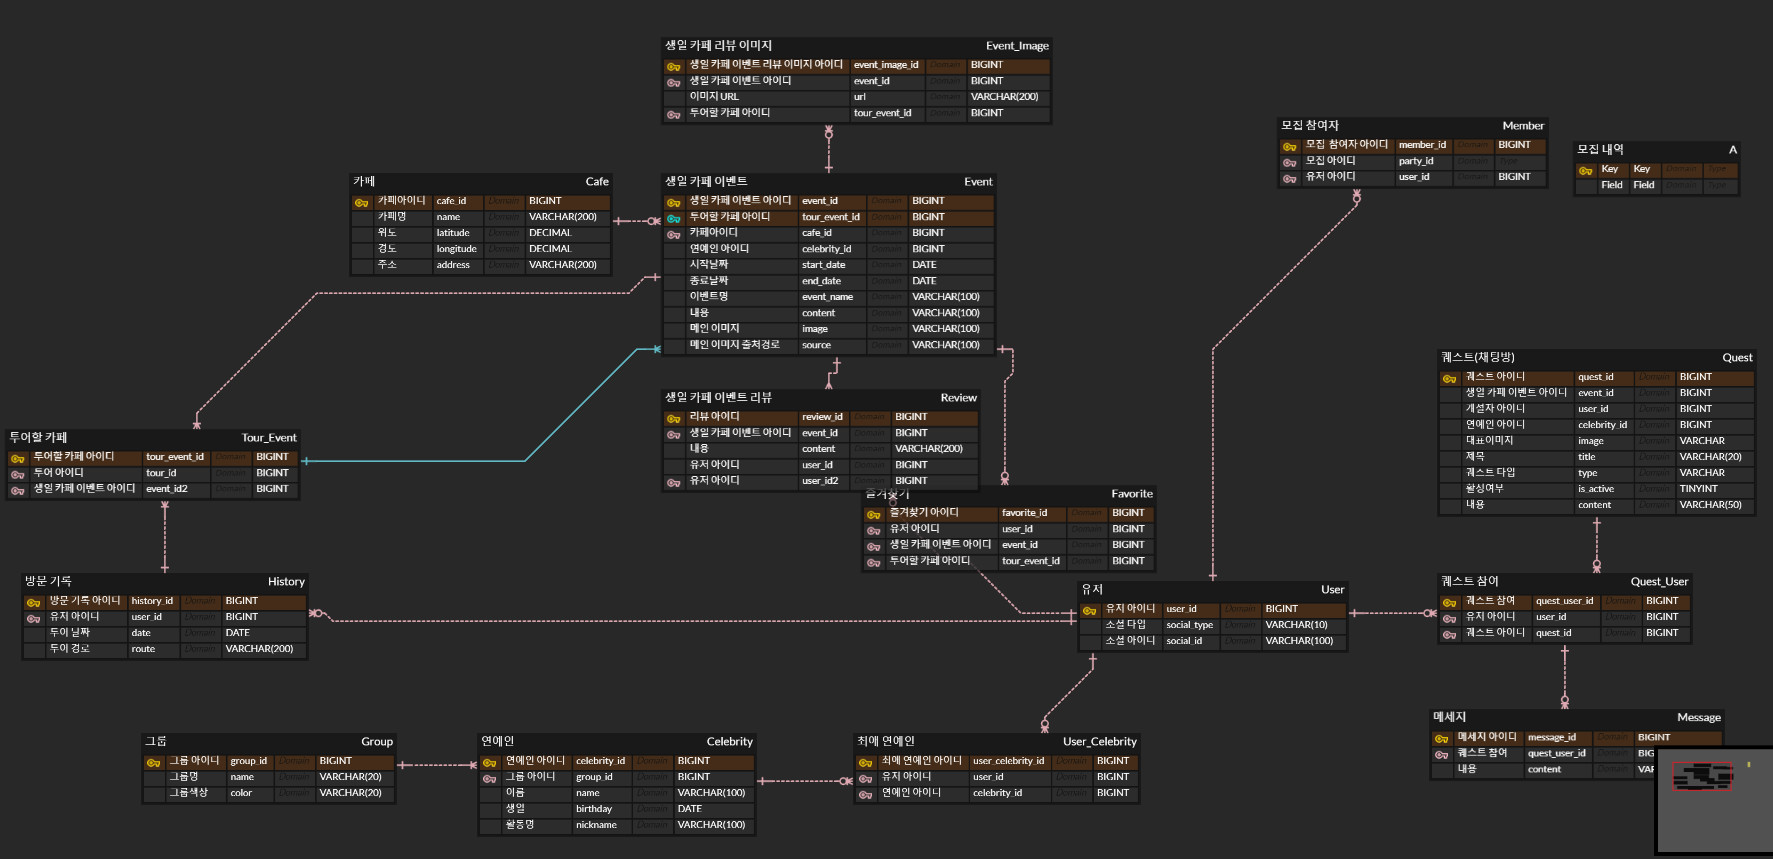 생일 카페 리뷰 이미지 Event_Image
생일 카페 이벤트 리뷰 이미지 아이디 event_image_id Domain BIGINT
생일 카페 이벤트 아이디 event_id Domain BIGINT
이미지 URL url Domain VARCHAR(200)
투어할 카페 아이디 tour_event_id Domain BIGINT
모집 참여자 Member
모집 참여자 아이디 member_id Domain BIGINT
모집 아이디 party_id Domain Type
유저 아이디 user_id Domain BIGINT
모집 내역 A
Key Key Domain Type
Field Field Domain Type
카페 Cafe
카페아이디 cafe_id Domain BIGINT
카페명 name Domain VARCHAR(200)
위도 latitude Domain DECIMAL
경도 longitude Domain DECIMAL
주소 address Domain VARCHAR(200)
생일 카페 이벤트 Event
생일 카페 이벤트 아이디 event_id Domain BIGINT
투어할 카페 아이디 tour_event_id Domain BIGINT
카페아이디 cafe_id Domain BIGINT
연예인 아이디 celebrity_id Domain BIGINT
시작날짜 start_date Domain DATE
종료날짜 end_date Domain DATE
이벤트명 event_name Domain VARCHAR(100)
내용 content Domain VARCHAR(100)
메인 이미지 image Domain VARCHAR(100)
메인 이미지 출처경로 source Domain VARCHAR(100)
퀘스트(채팅방) Quest
퀘스트 아이디 quest_id Domain BIGINT
생일 카페 이벤트 아이디 event_id Domain BIGINT
개설자 아이디 user_id Domain BIGINT
연예인 아이디 celebrity_id Domain BIGINT
대표이미지 image Domain VARCHAR
제목 title Domain VARCHAR(20)
퀘스트 타입 type Domain VARCHAR
활성여부 is_active Domain TINYINT
내용 content Domain VARCHAR(50)
생일 카페 이벤트 리뷰 Review
리뷰 아이디 review_id Domain BIGINT
생일 카페 이벤트 아이디 event_id Domain BIGINT
내용 content Domain VARCHAR(200)
유저 아이디 user_id Domain BIGINT
유저 아이디 user_id2 Domain BIGINT
투어할 카페 Tour_Event
투어할 카페 아이디 tour_event_id Domain BIGINT
투어 아이디 tour_id Domain BIGINT
생일 카페 이벤트 아이디 event_id2 Domain BIGINT
즐겨찾기 Favorite
즐겨찾기 아이디 favorite_id Domain BIGINT
유저 아이디 user_id Domain BIGINT
생일 카페 이벤트 아이디 event_id Domain BIGINT
투어할 카페 아이디 tour_event_id Domain BIGINT
방문 기록 History
방문 기록 아이디 history_id Domain BIGINT
유저 아이디 user_id Domain BIGINT
투어 날짜 date Domain DATE
투어 경로 route Domain VARCHAR(200)
유저 User
유저 아이디 user_id Domain BIGINT
소셜 타입 social_type Domain VARCHAR(10)
소셜 아이디 social_id Domain VARCHAR(100)
퀘스트 참여 Quest_User
퀘스트 참여 quest_user_id Domain BIGINT
유저 아이디 user_id Domain BIGINT
퀘스트 아이디 quest_id Domain BIGINT
그룹 Group
그룹 아이디 group_id Domain BIGINT
그룹명 name Domain VARCHAR(20)
그룹색상 color Domain VARCHAR(20)
연예인 Celebrity
연예인 아이디 celebrity_id Domain BIGINT
그룹 아이디 group_id Domain BIGINT
이름 name Domain VARCHAR(100)
생일 birthday Domain DATE
활동명 nickname Domain VARCHAR(100)
최애 연예인 User_Celebrity
최애 연예인 아이디 user_celebrity_id Domain BIGINT
유저 아이디 user_id Domain BIGINT
연예인 아이디 celebrity_id Domain BIGINT
메세지 Message
메세지 아이디 message_id Domain BIGINT
퀘스트 참여 quest_user_id Domain BIG
내용 content Domain VAR